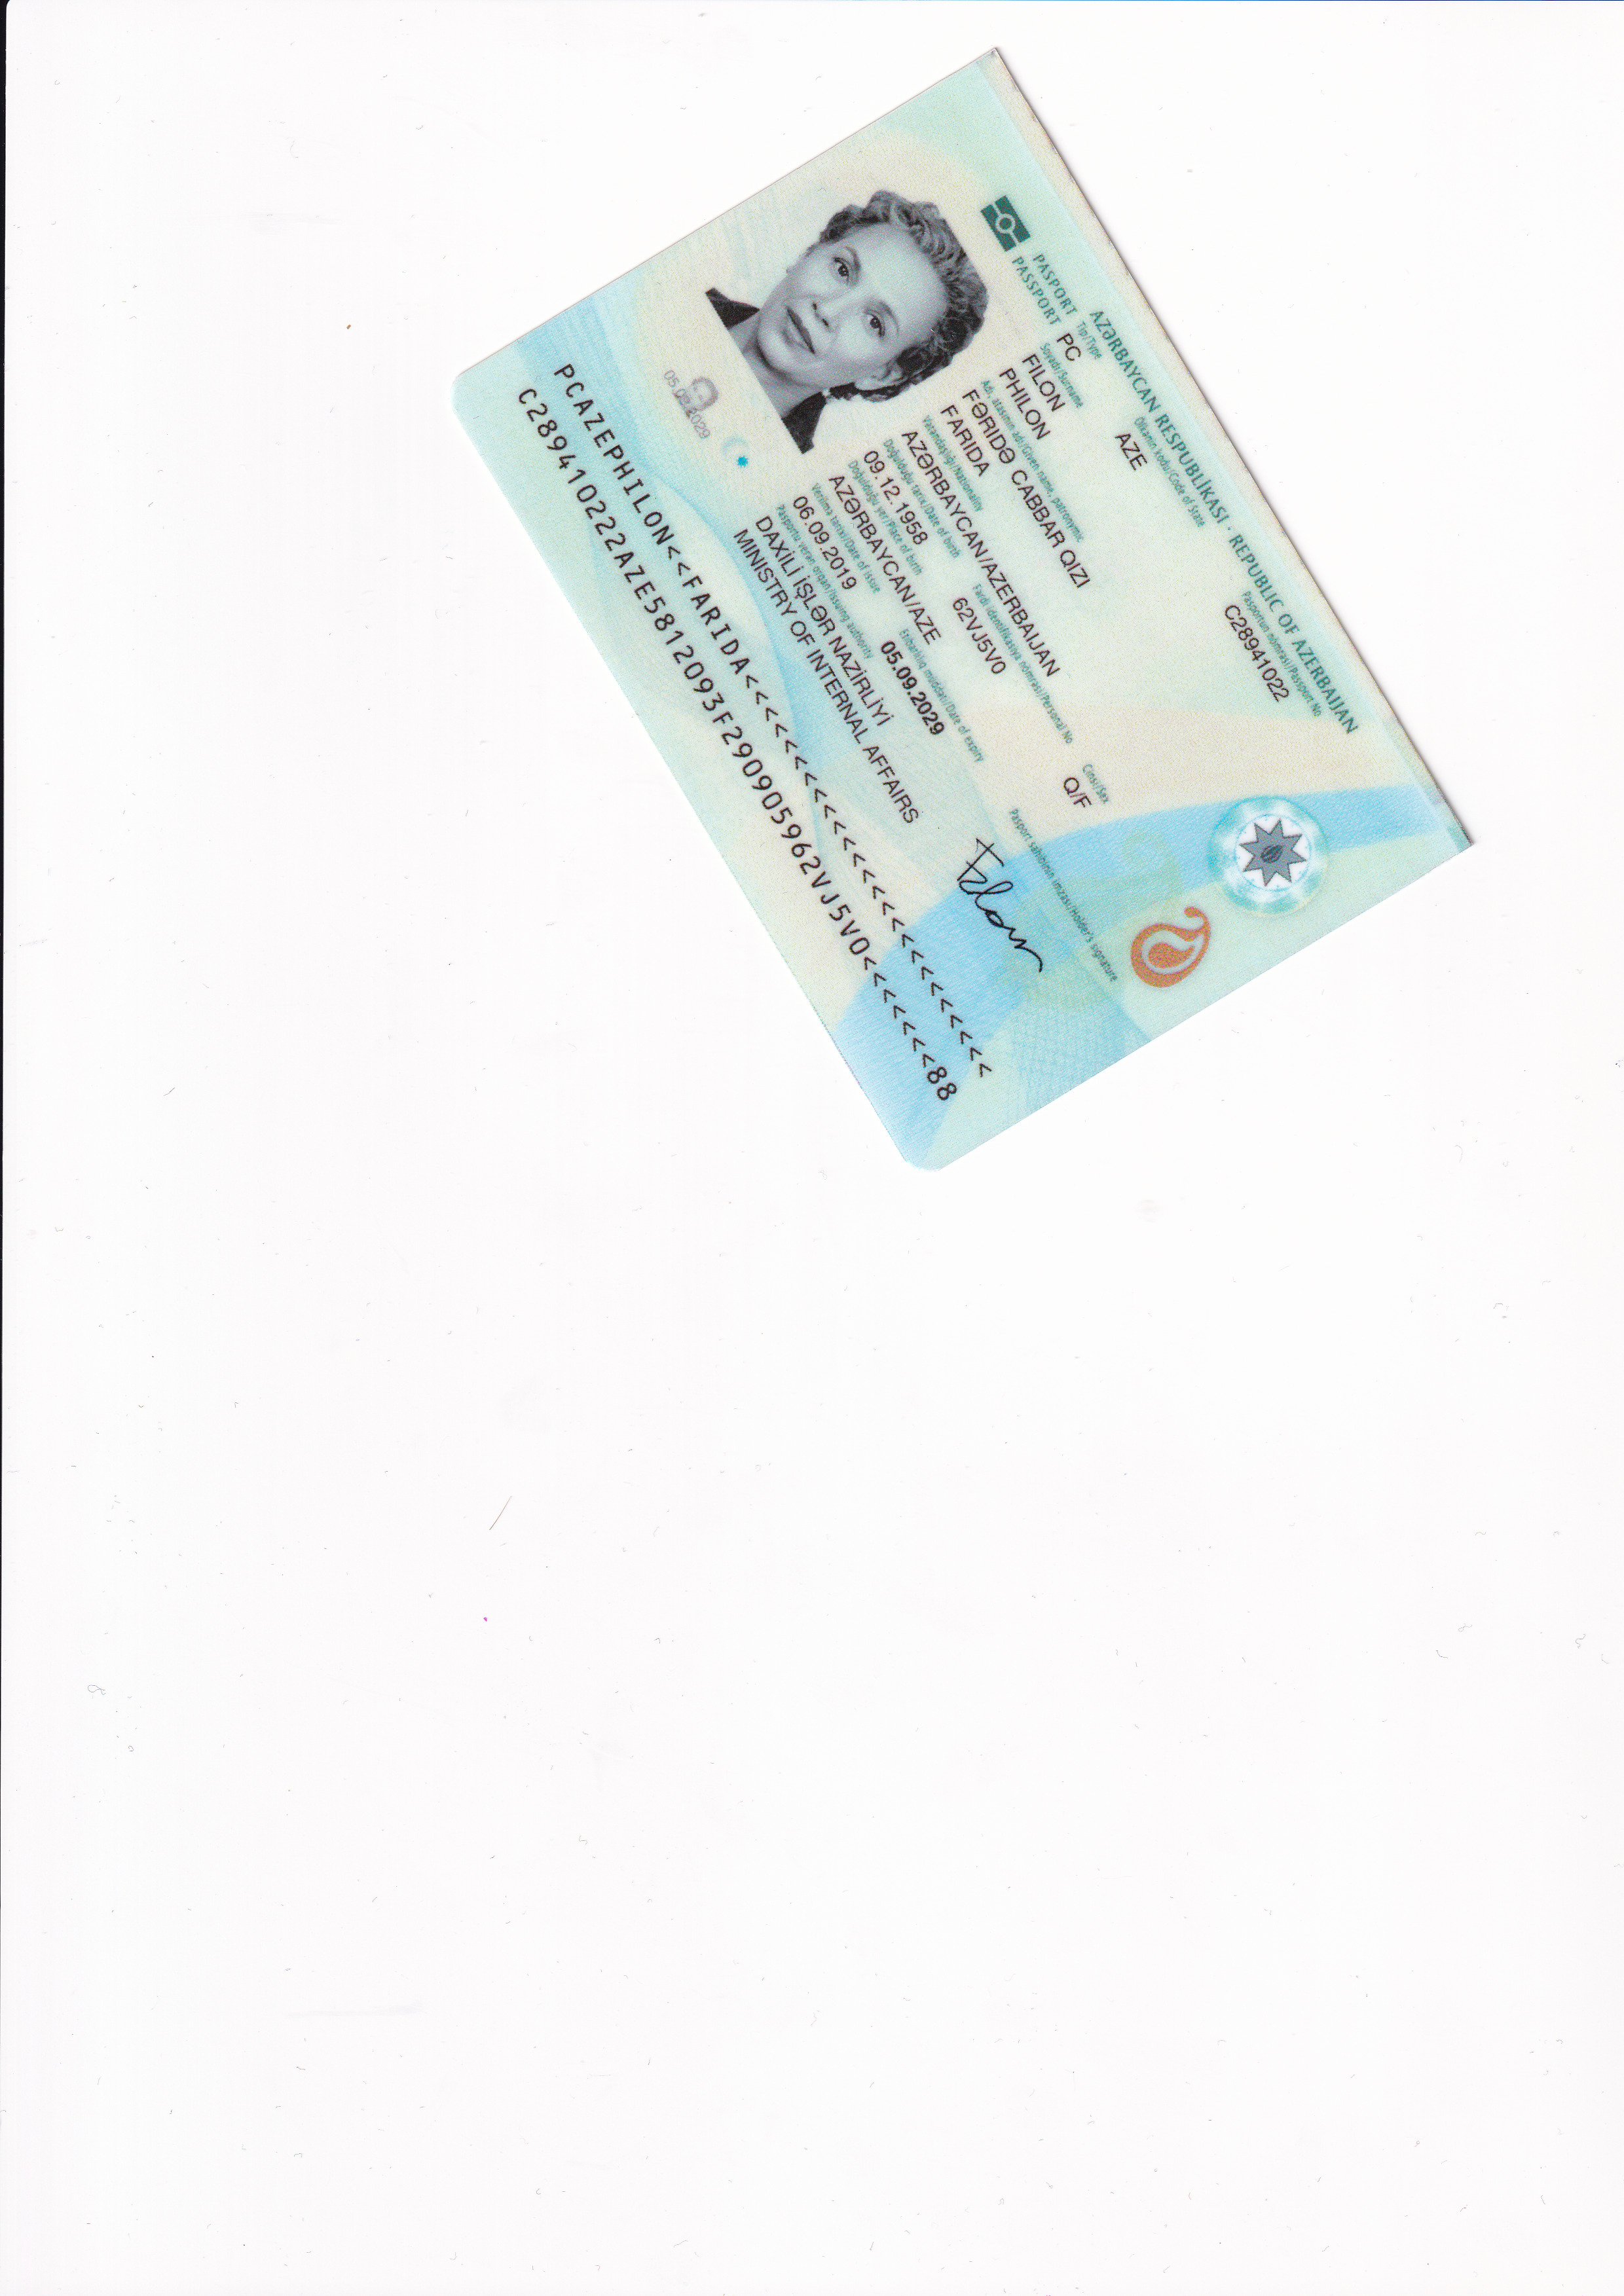 AZƏRBAYCAN RESPUBLİKASI · REPUBLIC OF AZERBAIJAN
PASPORT
PASSPORT
Tip/Type
PC
Ölkənin kodu/Code of State
AZE
Pasportun nömrəsi/Passport No
C28941022
Soyadı/Surname
FILON
PHILON
Adı, atasının adı/Given name, patronymic
FƏRIDƏ CABBAR QIZI
FARIDA
Vətəndaşlığı/Nationality
AZƏRBAYCAN/AZERBAIJAN
Doğulduğu tarix/Date of birth
09.12.1958
Fərdi identifikasiya nömrəsi/Personal No
62VJ5V0
Cinsi/Sex
Q/F
Doğulduğu yer/Place of birth
AZƏRBAYCAN/AZE
Pasport sahibinin imzası/Holder's signature
Verilmə tarixi/Date of issue
06.09.2019
Etibarlılıq müddəti/Date of expiry
05.09.2029
Pasportu verən orqan/Issuing authority
DAXİLİ İŞLƏR NAZİRLİYİ
MINISTRY OF INTERNAL AFFAIRS
05.09.2029
PCAZEPHILON<<FARIDA<<<<<<<<<<<<<<<<<<<<<<<<<
C289410222AZE5812093F290905962VJ5V0<<<<<<<88